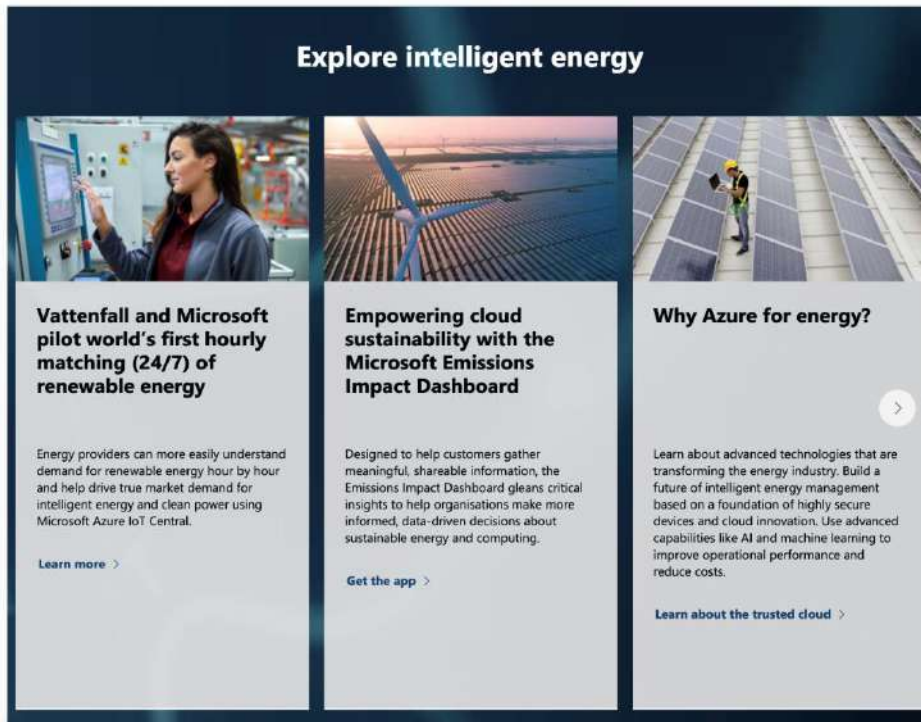 Explore intelligent energy
Vattenfall and Microsoft
pilot world's first hourly
matching (24/7) of
renewable energy
Energy providers can more easily understand
demand for renewable energy hour by hour
and help drive true market demand for
intelligent energy and clean power using
Microsoft Azure IoT Central.
Learn more >
Empowering cloud
sustainability with the
Microsoft Emissions
Impact Dashboard
Designed to help customers gather
meaningful, shareable information, the
Emissions Impact Dashboard gleans critical
insights to help organisations make more
informed, data-driven decisions about
sustainable energy and computing.
Get the app >
Why Azure for energy?
Learn about advanced technologies that are
transforming the energy industry. Build a
future of intelligent energy management
based on a foundation of highly secure
devices and cloud innovation. Use advanced
capabilities like AI and machine learning to
improve operational performance and
reduce costs.
Learn about the trusted cloud >